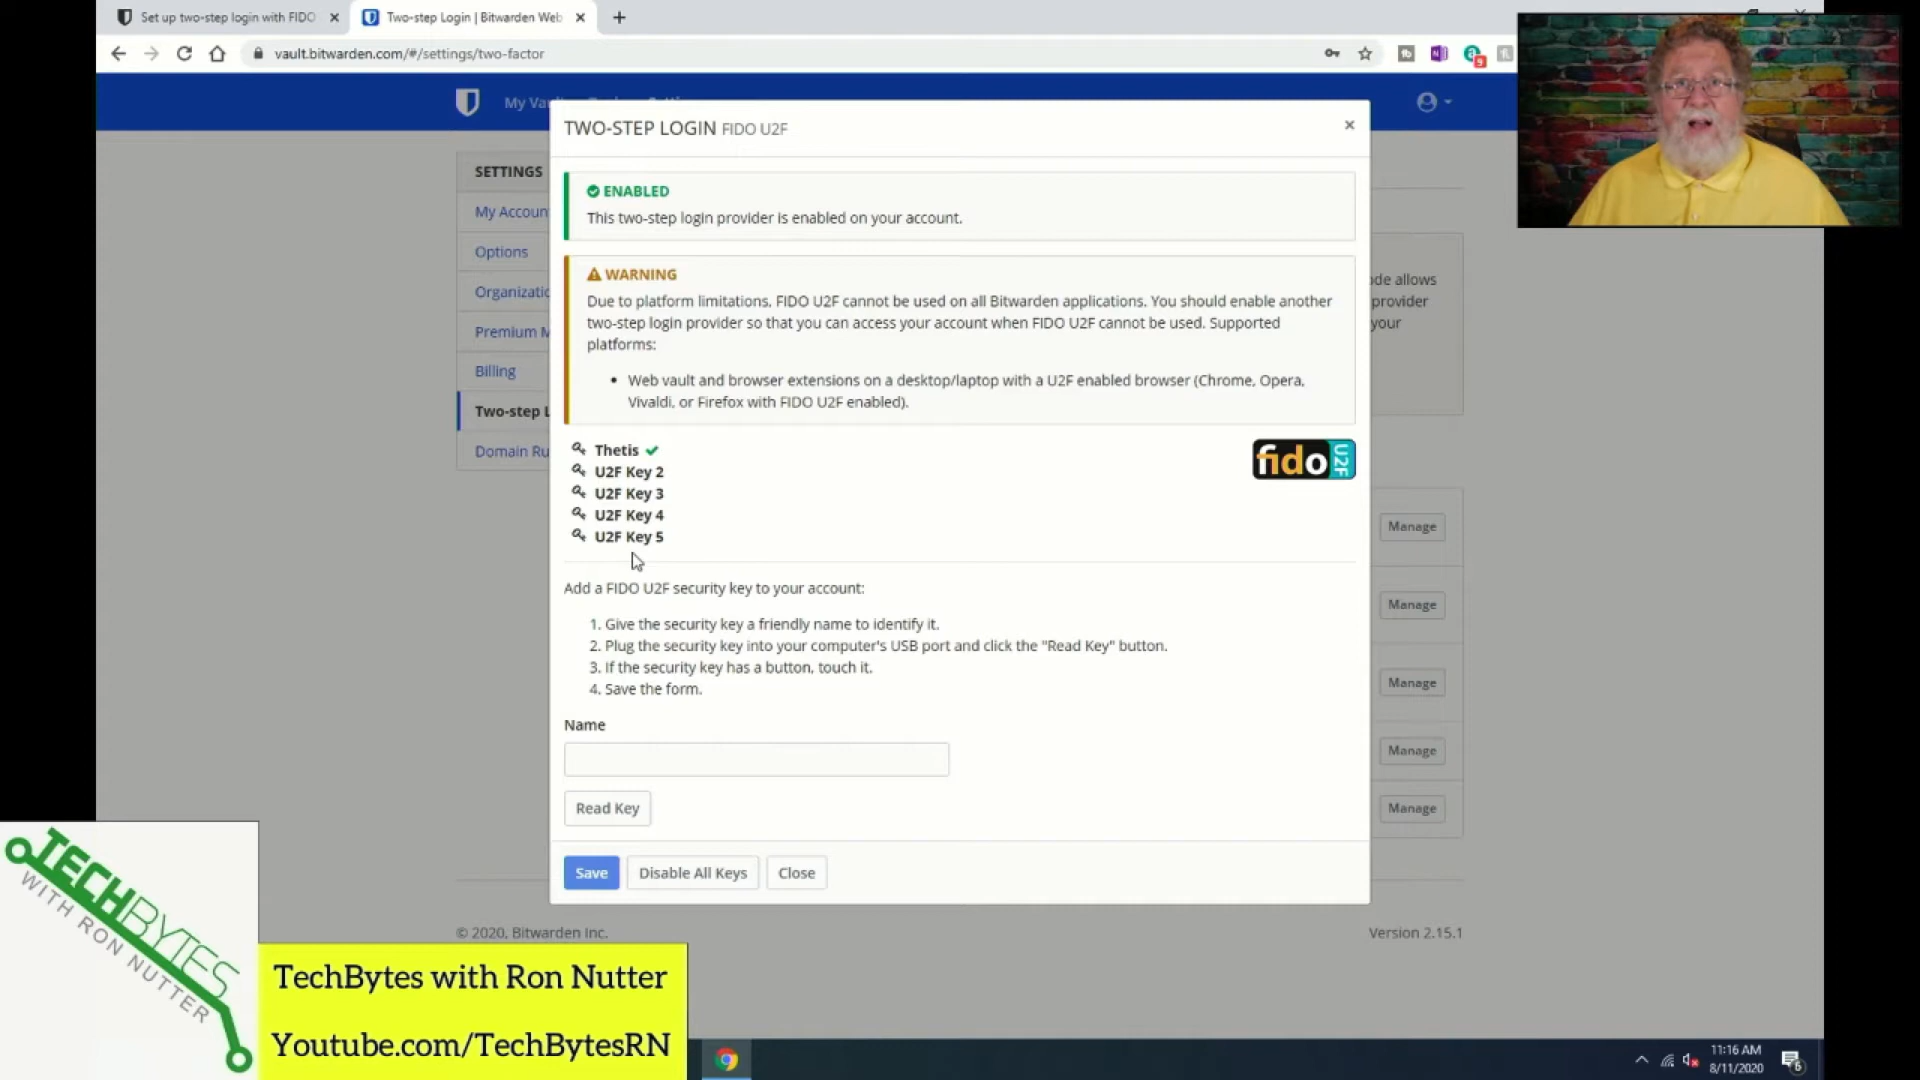 Set up two-step login with FIDO
Two-step Login | Bitwarden Web
vault.bitwarden.com/#/settings/two-factor
9
My Va
TWO-STEP LOGIN FIDO U2F
SETTINGS
My Accoun
Options
Organizatio
Premium M
Billing
Two-step L
Domain Ru
ENABLED
This two-step login provider is enabled on your account.
WARNING
Due to platform limitations, FIDO U2F cannot be used on all Bitwarden applications. You should enable another
two-step login provider so that you can access your account when FIDO U2F cannot be used. Supported
platforms:
• Web vault and browser extensions on a desktop/laptop with a U2F enabled browser (Chrome, Opera,
Vivaldi, or Firefox with FIDO U2F enabled).
ode allows
provider
your
Thetis
U2F Key 2
U2F Key 3
U2F Key 4
U2F Key 5
fido U2F
Add a FIDO U2F security key to your account:
1. Give the security key a friendly name to identify it.
2. Plug the security key into your computer's USB port and click the "Read Key" button.
3. If the security key has a button, touch it.
4. Save the form.
Name
Read Key
Save
Disable All Keys
Close
Manage
Manage
Manage
Manage
Manage
© 2020, Bitwarden Inc.
Version 2.15.1
TECHBYTES
WITH RON NUTTER
TechBytes with Ron Nutter
Youtube.com/TechBytesRN
11:16 AM
8/11/2020
6